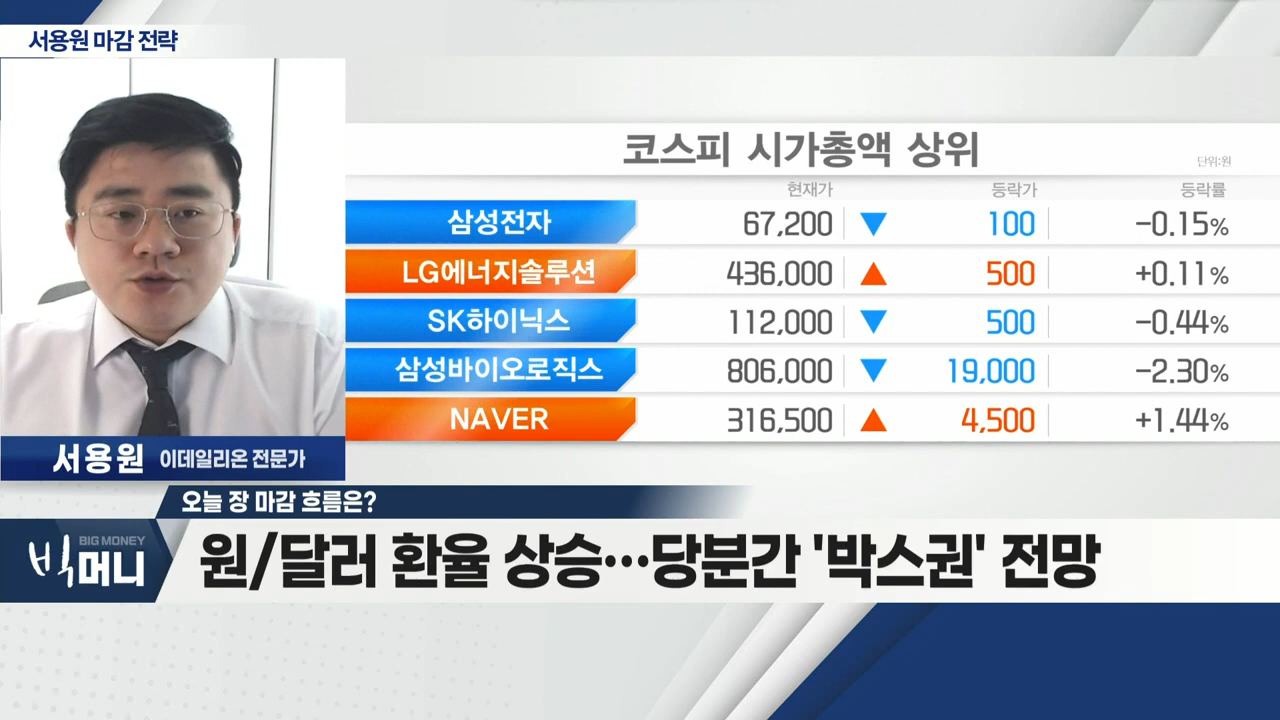 서용원 마감 전략
코스피 시가총액 상위
단위:원
현재가 등락가 등락률
삼성전자 67,200 ▼ 100 -0.15%
LG에너지솔루션 436,000 ▲ 500 +0.11%
SK하이닉스 112,000 ▼ 500 -0.44%
삼성바이오로직스 806,000 ▼ 19,000 -2.30%
NAVER 316,500 ▲ 4,500 +1.44%
서용원 이데일리온 전문가
오늘 장 마감 흐름은?
BIG MONEY
빅머니
원/달러 환율 상승…당분간 '박스권' 전망